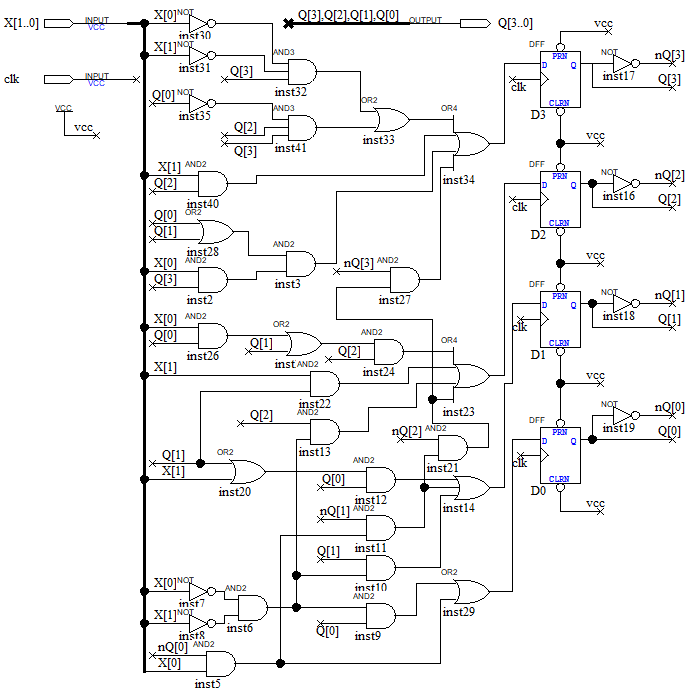 X[1..0] INPUT VCC
X[0] NOT inst30
Q[3],Q[2],Q[1],Q[0] OUTPUT Q[3..0]
X[1] NOT inst31
Q[3] AND3 inst32
clk INPUT VCC
VCC vcc
Q[0] NOT inst35
Q[2] Q[3] AND3 inst41
OR2 inst33
OR4 inst34
vcc
DFF PRN D Q CLRN clk D3
NOT inst17 nQ[3] Q[3]
vcc
X[1] Q[2] AND2 inst40
DFF PRN D Q CLRN clk D2
NOT inst16 nQ[2] Q[2]
vcc
Q[0] Q[1] OR2 inst28
X[0] Q[3] AND2 inst2
AND2 inst3
nQ[3] AND2 inst27
DFF PRN D Q CLRN clk D1
NOT inst18 nQ[1] Q[1]
vcc
X[0] Q[0] AND2 inst26
Q[1] OR2 inst
Q[2] AND2 inst24
OR4 inst23
X[1] AND2 inst22
Q[2] AND2 inst13
nQ[2] AND2 inst21
DFF PRN D Q CLRN clk D0
NOT inst19 nQ[0] Q[0]
vcc
Q[1] X[1] OR2 inst20
Q[0] AND2 inst12
inst14
nQ[1] AND2 inst11
Q[1] AND2 inst10
X[0] NOT inst7
X[1] NOT inst8
AND2 inst6
Q[0] AND2 inst9
OR2 inst29
nQ[0] X[0] AND2 inst5